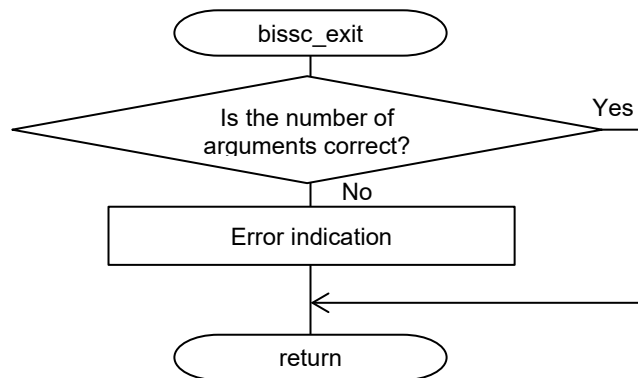 bissc_exit
Is the number of
arguments correct?
Yes
No
Error indication
return